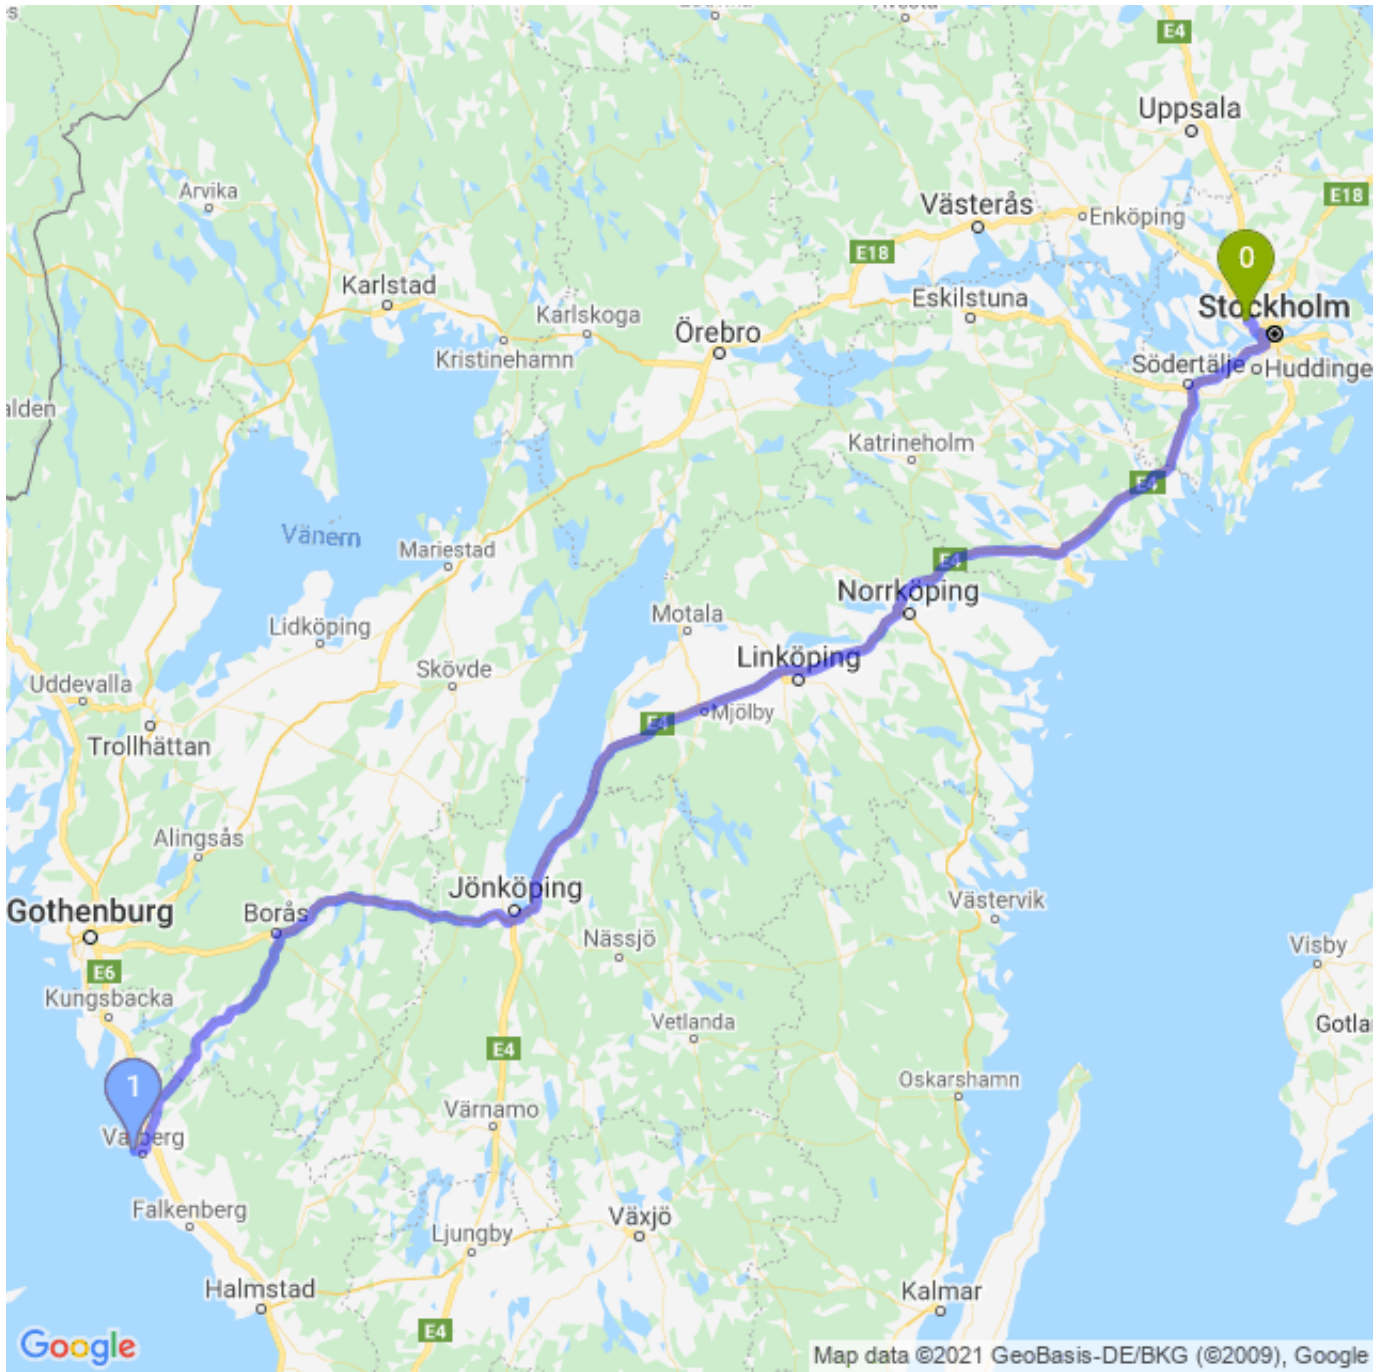 E4
Uppsala
Arvika
E18
Västerås
Enköping
E18
0
Karlstad
Eskilstuna
Stockholm
Karlskoga
Örebro
Kristinehamn
Södertälje
Huddinge
alden
Katrineholm
E4
Vänern
Mariestad
E4
Norrköping
Motala
Lidköping
Linköping
Skövde
Uddevalla
Mjölby
E4
Trollhättan
Alingsås
Jönköping
Västervik
Gothenburg
Borås
Nässjö
Visby
E6
Kungsbacka
Vetlanda
Gotla
E4
1
Oskarshamn
Värnamo
Varberg
Falkenberg
Växjö
Ljungby
Halmstad
Kalmar
E4
Google
Map data ©2021 GeoBasis-DE/BKG (©2009), Google